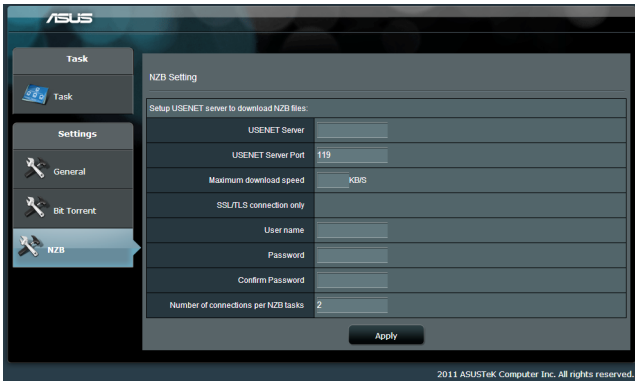 ASUS
Task
Task
Settings
General
Bit Torrent
NZB
NZB Setting
Setup USENET server to download NZB files:
USENET Server
USENET Server Port 119
Maximum download speed KB/S
SSL/TLS connection only
User name
Password
Confirm Password
Number of connections per NZB tasks 2
Apply
2011 ASUSTeK Computer Inc. All rights reserved.